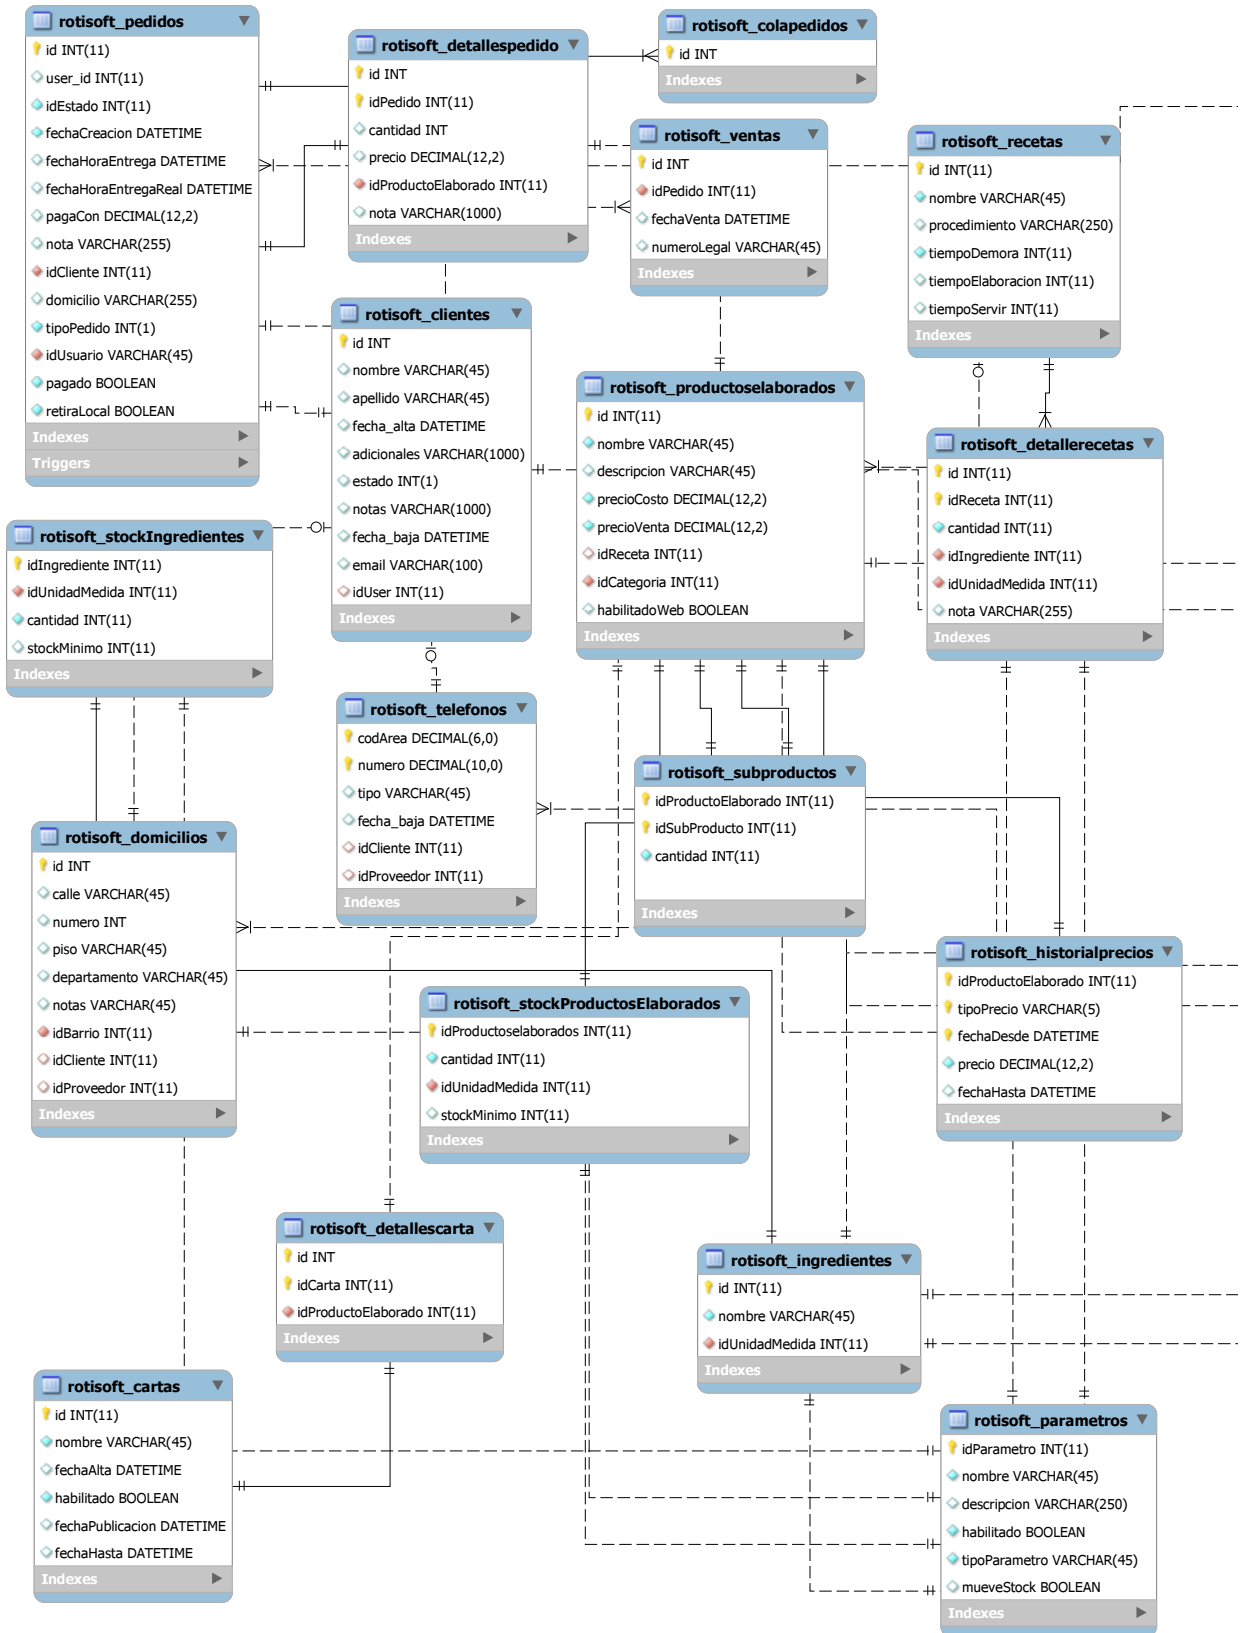 rotisoft_pedidos
id INT(11)
user_id INT(11)
idEstado INT(11)
fechaCreacion DATETIME
fechaHoraEntrega DATETIME
fechaHoraEntregaReal DATETIME
pagaCon DECIMAL(12,2)
nota VARCHAR(255)
idCliente INT(11)
domicilio VARCHAR(255)
tipoPedido INT(1)
idUsuario VARCHAR(45)
pagado BOOLEAN
retiraLocal BOOLEAN
Indexes
Triggers
rotisoft_detallespedido
id INT
idPedido INT(11)
cantidad INT
precio DECIMAL(12,2)
idProductoElaborado INT(11)
nota VARCHAR(1000)
Indexes
rotisoft_colapedidos
id INT
Indexes
rotisoft_ventas
id INT
idPedido INT(11)
fechaVenta DATETIME
numeroLegal VARCHAR(45)
Indexes
rotisoft_recetas
id INT(11)
nombre VARCHAR(45)
procedimiento VARCHAR(250)
tiempoDemora INT(11)
tiempoElaboracion INT(11)
tiempoServir INT(11)
Indexes
rotisoft_clientes
id INT
nombre VARCHAR(45)
apellido VARCHAR(45)
fecha_alta DATETIME
adicionales VARCHAR(1000)
estado INT(1)
notas VARCHAR(1000)
fecha_baja DATETIME
email VARCHAR(100)
idUser INT(11)
Indexes
rotisoft_productoselaborados
id INT(11)
nombre VARCHAR(45)
descripcion VARCHAR(45)
precioCosto DECIMAL(12,2)
precioVenta DECIMAL(12,2)
idReceta INT(11)
idCategoria INT(11)
habilitadoWeb BOOLEAN
Indexes
rotisoft_detallerecetas
id INT(11)
idReceta INT(11)
cantidad INT(11)
idIngrediente INT(11)
idUnidadMedida INT(11)
nota VARCHAR(255)
Indexes
rotisoft_stockIngredientes
idIngrediente INT(11)
idUnidadMedida INT(11)
cantidad INT(11)
stockMinimo INT(11)
Indexes
rotisoft_telefonos
codArea DECIMAL(6,0)
numero DECIMAL(10,0)
tipo VARCHAR(45)
fecha_baja DATETIME
idCliente INT(11)
idProveedor INT(11)
Indexes
rotisoft_subproductos
idProductoElaborado INT(11)
idSubProducto INT(11)
cantidad INT(11)
Indexes
rotisoft_domicilios
id INT
calle VARCHAR(45)
numero INT
piso VARCHAR(45)
departamento VARCHAR(45)
notas VARCHAR(45)
idBarrio INT(11)
idCliente INT(11)
idProveedor INT(11)
Indexes
rotisoft_historialprecios
idProductoElaborado INT(11)
tipoPrecio VARCHAR(5)
fechaDesde DATETIME
precio DECIMAL(12,2)
fechaHasta DATETIME
Indexes
rotisoft_stockProductosElaborados
idProductoselaborados INT(11)
cantidad INT(11)
idUnidadMedida INT(11)
stockMinimo INT(11)
Indexes
rotisoft_detallescarta
id INT
idCarta INT(11)
idProductoElaborado INT(11)
Indexes
rotisoft_ingredientes
id INT(11)
nombre VARCHAR(45)
idUnidadMedida INT(11)
Indexes
rotisoft_cartas
id INT(11)
nombre VARCHAR(45)
fechaAlta DATETIME
habilitado BOOLEAN
fechaPublicacion DATETIME
fechaHasta DATETIME
Indexes
rotisoft_parametros
idParametro INT(11)
nombre VARCHAR(45)
descripcion VARCHAR(250)
habilitado BOOLEAN
tipoParametro VARCHAR(45)
mueveStock BOOLEAN
Indexes